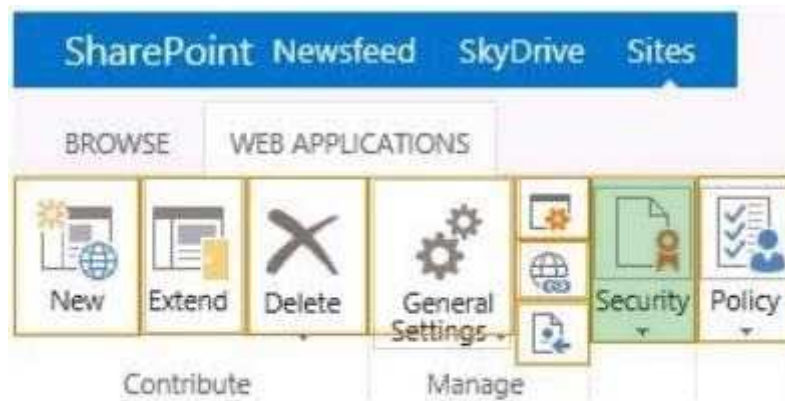 SharePoint Newsfeed SkyDrive Sites
BROWSE WEB APPLICATIONS
New Extend Delete General Settings Security Policy
Contribute Manage